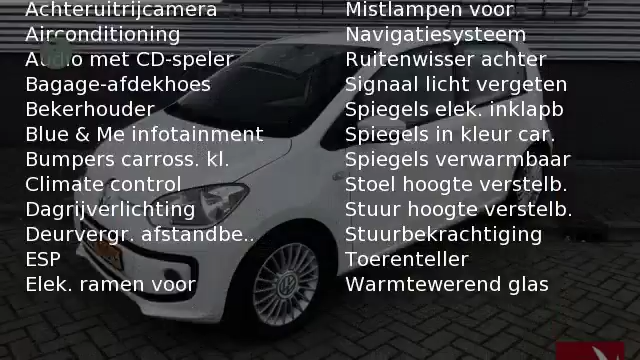 Achteruitrijcamera
Airconditioning
Audio met CD-speler
Bagage-afdekhoes
Bekerhouder
Blue & Me infotainment
Bumpers carross. kl.
Climate control
Dagrijverlichting
Deurvergr. afstandbe..
ESP
Elek. ramen voor
Mistlampen voor
Navigatiesysteem
Ruitenwisser achter
Signaal licht vergeten
Spiegels elek. inklapb
Spiegels in kleur car.
Spiegels verwarmbaar
Stoel hoogte verstelb.
Stuur hoogte verstelb.
Stuurbekrachtiging
Toerenteller
Warmtewerend glas